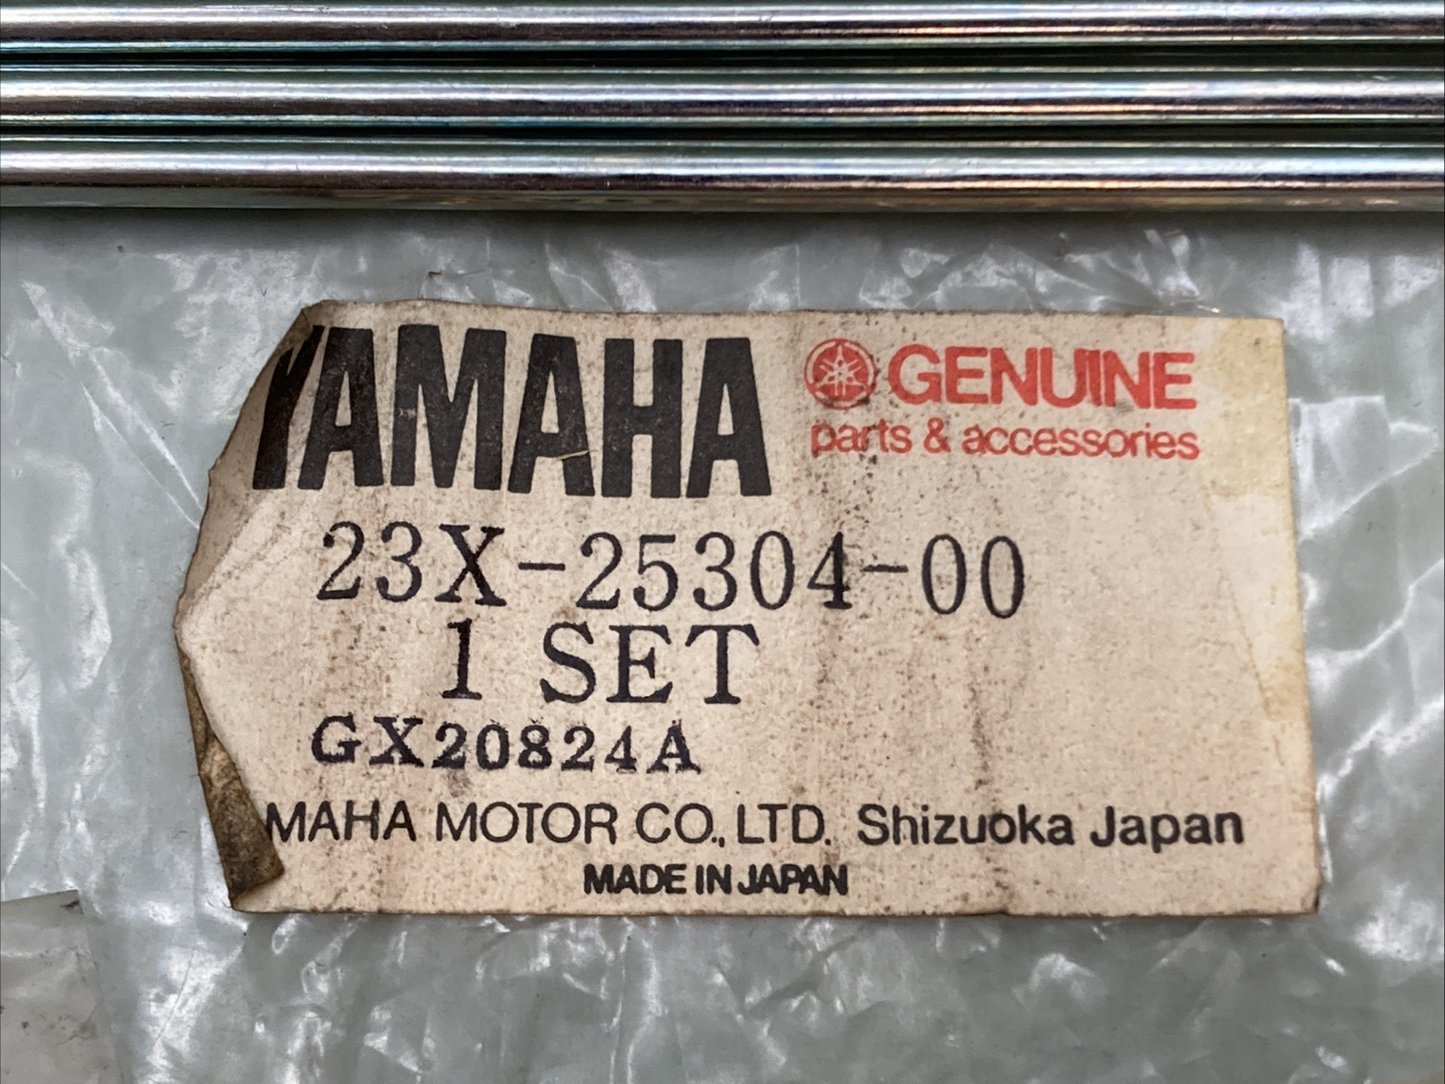 YAMAHA GENUINE
parts & accessories
23X-25304-00
1 SET
GX20824A
MAHA MOTOR CO., LTD. Shizuoka Japan
MADE IN JAPAN